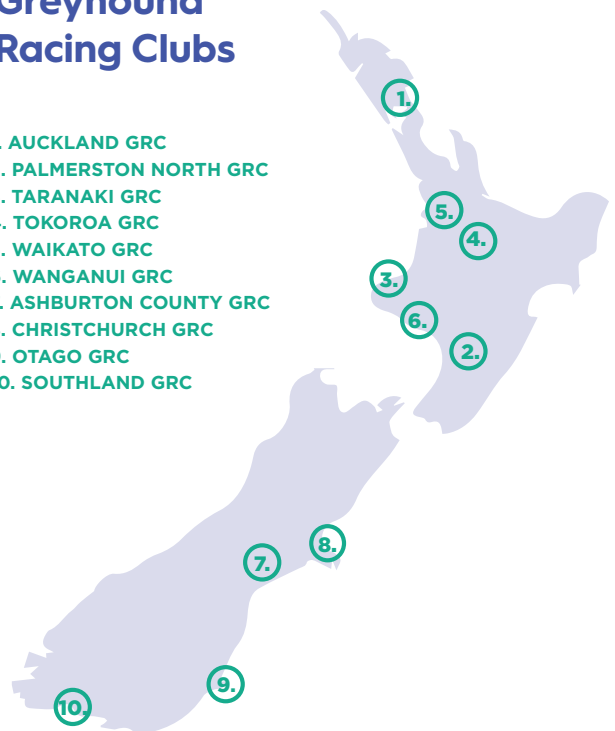 Greyhound
Racing Clubs
. AUCKLAND GRC
. PALMERSTON NORTH GRC
. TARANAKI GRC
. TOKOROA GRC
. WAIKATO GRC
. WANGANUI GRC
. ASHBURTON COUNTY GRC
. CHRISTCHURCH GRC
. OTAGO GRC
0. SOUTHLAND GRC
1.
5.
4.
3.
6.
2.
8.
7.
9.
10.